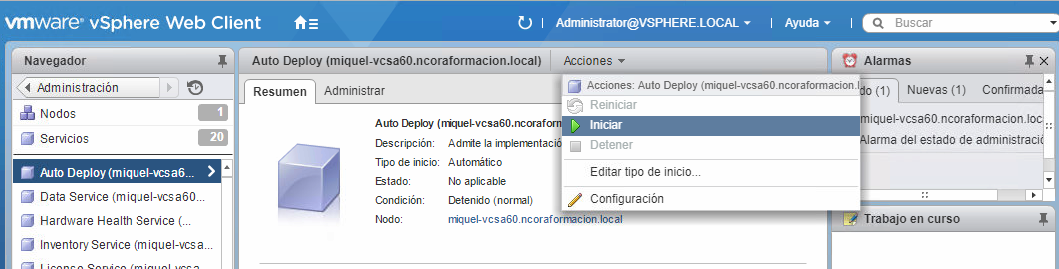 vmware® vSphere Web Client
Administrator@VSPHERE.LOCAL
Ayuda
Buscar
Navegador
Administración
Nodos 1
Servicios 20
Auto Deploy (miquel-vcsa6...
Data Service (miquel-vcsa60...
Hardware Health Service (...
Inventory Service (miquel-vc...
License Service (miquel-vc
Auto Deploy (miquel-vcsa60.ncoraformacion.local)
Acciones
Resumen
Administrar
Auto Deploy (miquel-vcsa60.ncoraformacion
Descripción: Admite la implementació
Tipo de inicio: Automático
Estado: No aplicable
Condición: Detenido (normal)
Nodo: miquel-vcsa60.ncoraformacion.local
Acciones: Auto Deploy (miquel-vcsa60.ncoraformacion.l
Reiniciar
Iniciar
Detener
Editar tipo de inicio...
Configuración
Alarmas
do (1)
Nuevas (1)
Confirmada
miquel-vcsa60.ncoraformacion.lo
Alarma del estado de administració
Trabajo en curso